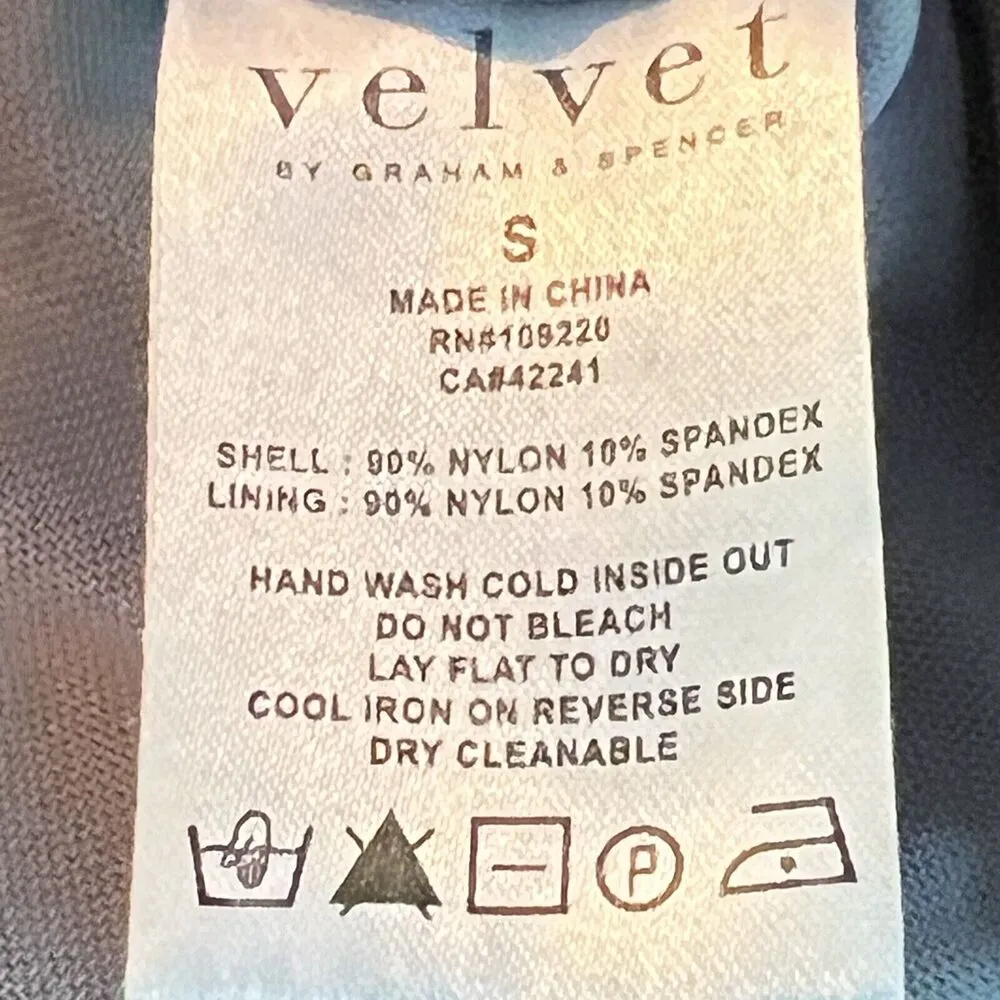 velvet
BY GRAHAM & SPENCER
S
MADE IN CHINA
RN#109220
CA#42241
SHELL : 90% NYLON 10% SPANDEX
LINING : 90% NYLON 10% SPANDEX
HAND WASH COLD INSIDE OUT
DO NOT BLEACH
LAY FLAT TO DRY
COOL IRON ON REVERSE SIDE
DRY CLEANABLE
P